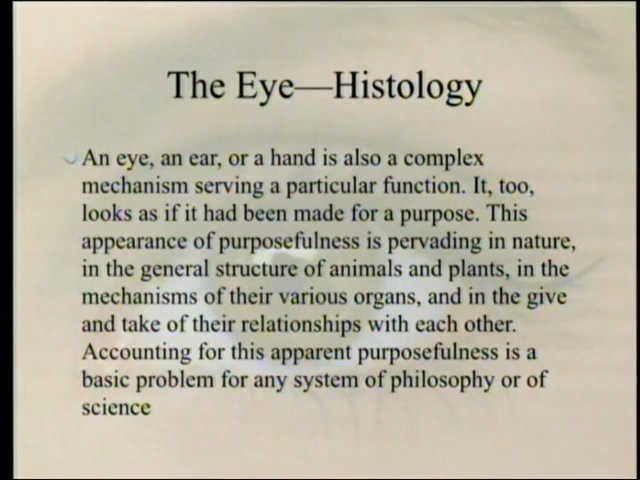 The Eye—Histology
An eye, an ear, or a hand is also a complex
mechanism serving a particular function. It, too,
looks as if it had been made for a purpose. This
appearance of purposefulness is pervading in nature,
in the general structure of animals and plants, in the
mechanisms of their various organs, and in the give
and take of their relationships with each other.
Accounting for this apparent purposefulness is a
basic problem for any system of philosophy or of
science